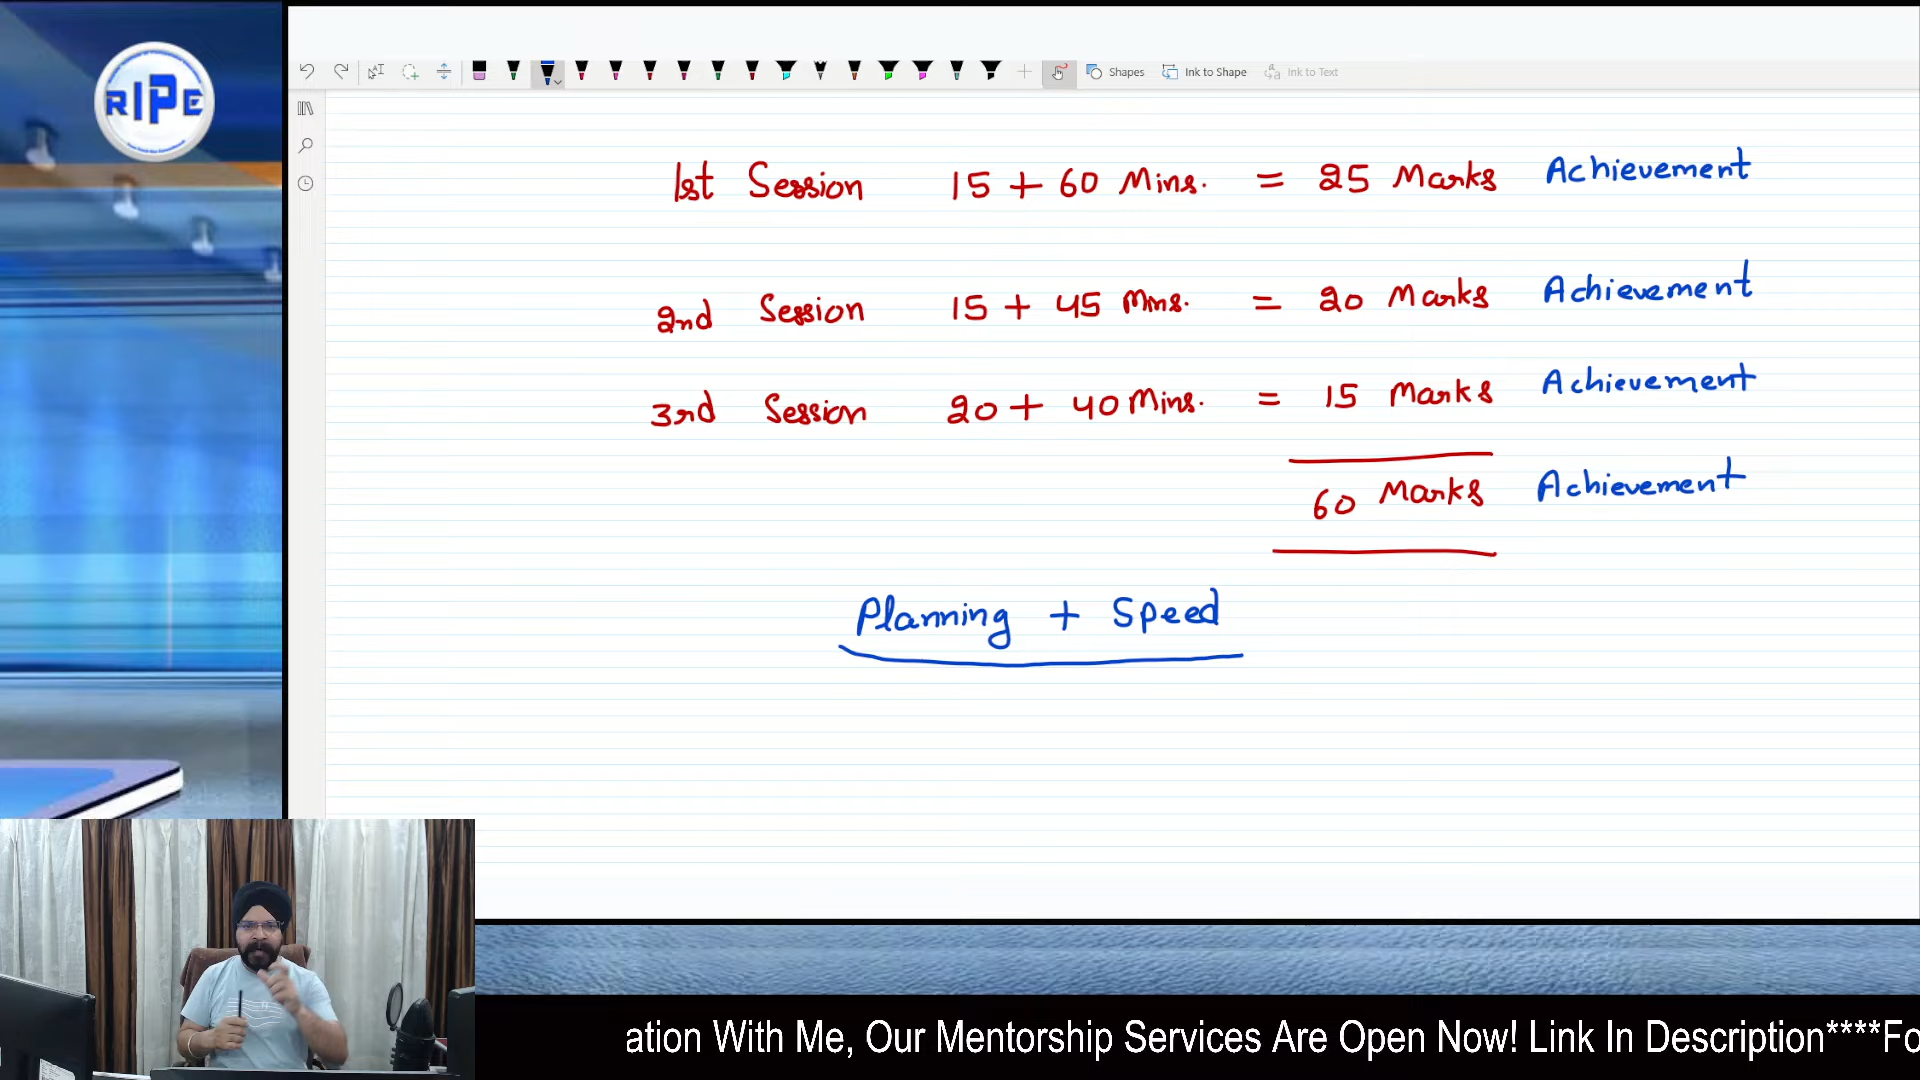 RIPE
Shapes Ink to Shape Ink to Text
1st Session 15 + 60 Mins. = 25 Marks Achievement
2nd Session 15 + 45 Mins. = 20 Marks Achievement
3rd Session 20 + 40 Mins. = 15 Marks Achievement
60 Marks Achievement
Planning + Speed
ation With Me, Our Mentorship Services Are Open Now! Link In Description****Fo